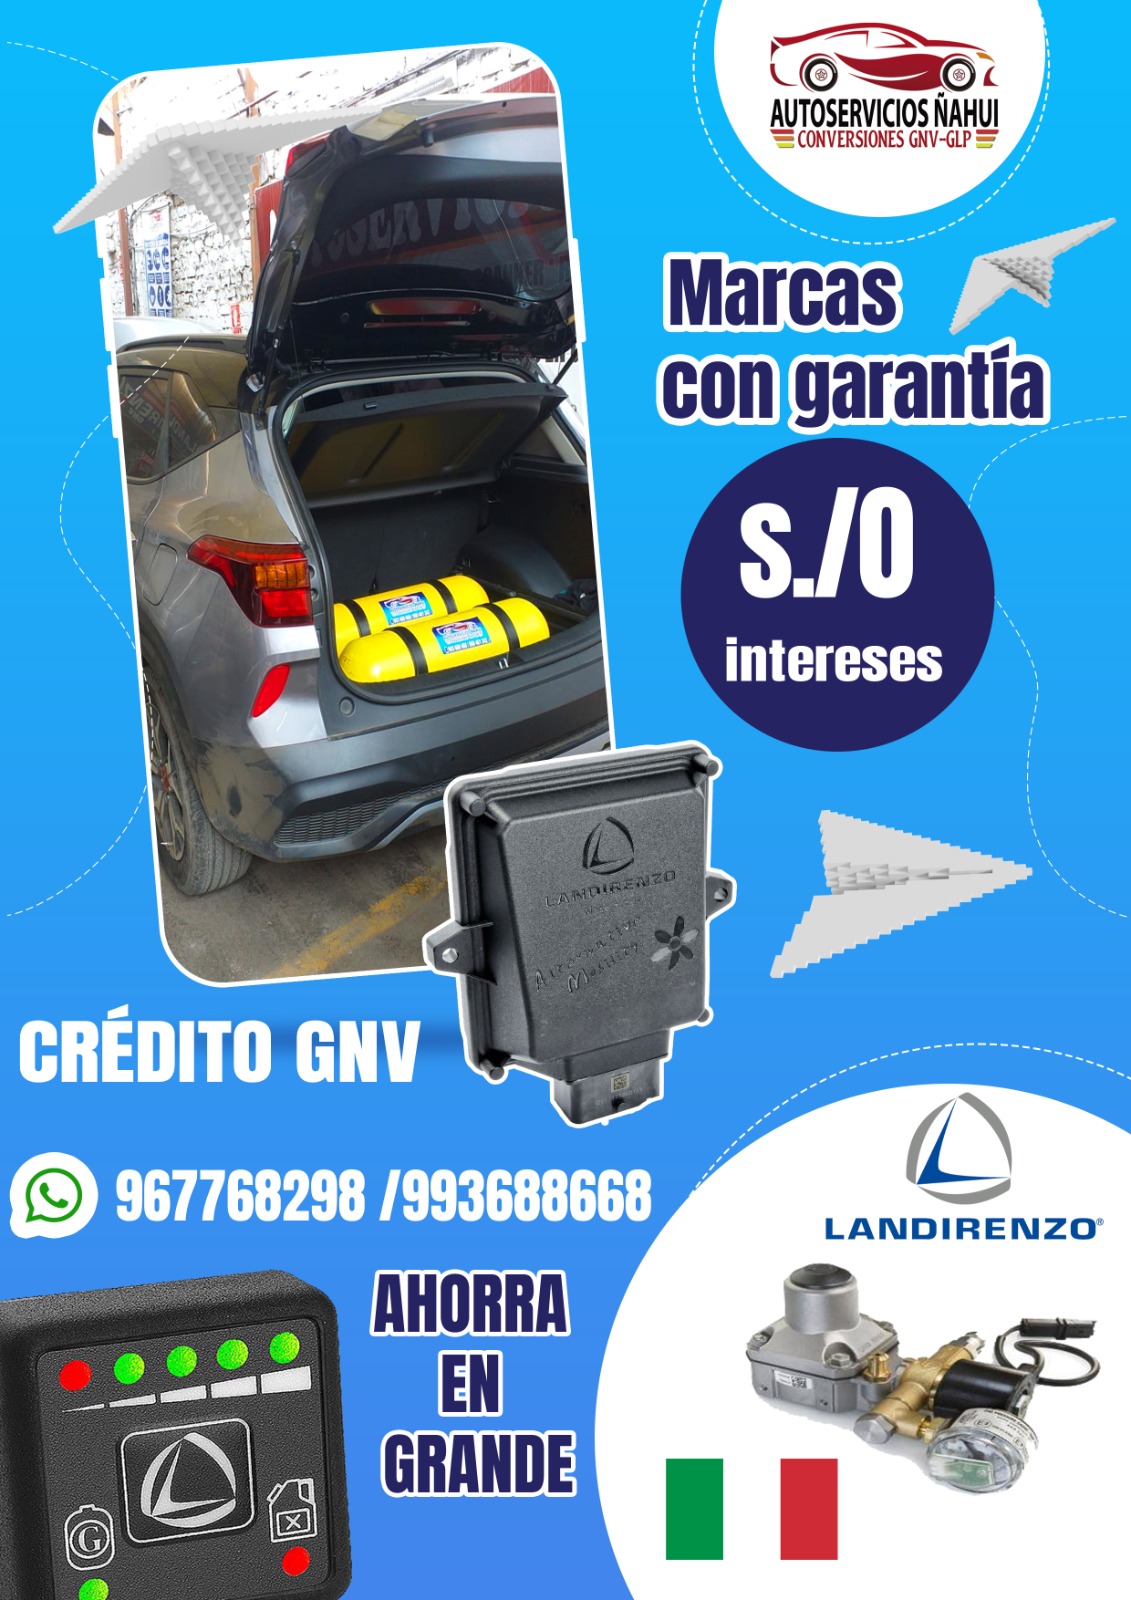 AUTOSERVICIOS ÑAHUI
CONVERSIONES GNV-GLP
Marcas
con garantía
S./0
intereses
LANDIRENZO
CRÉDITO GNV
967768298 /993688668
LANDIRENZO®
AHORRA
EN
GRANDE
G